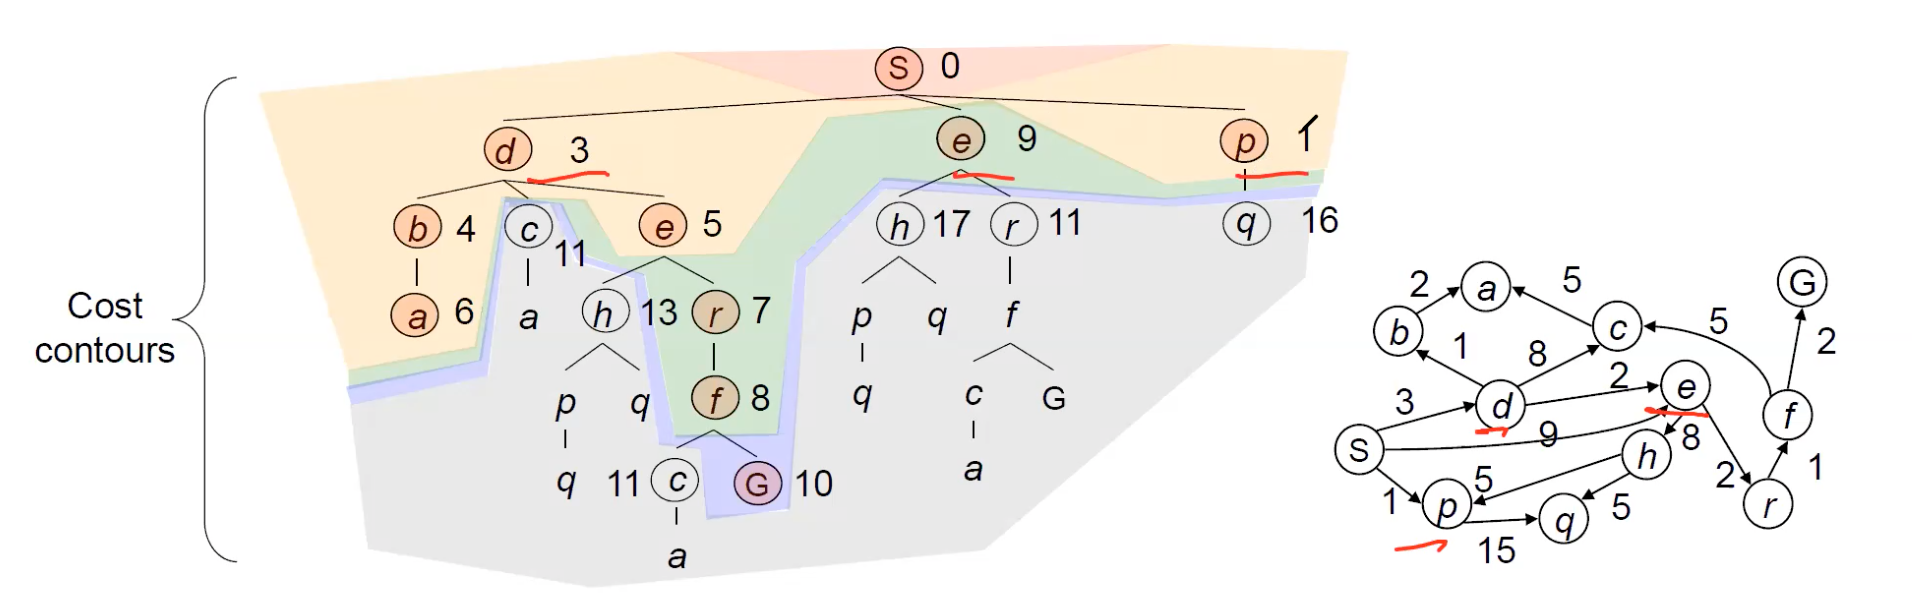 S 0
d 3 e 9 p 1
b 4 c 11 e 5 h 17 r 11 q 16
a 6 a h 13 r 7 p q f
Cost
contours
p q f 8 q c G
q 11 c G 10 a
a
2 a 5 G
b c 5 2
1 8 2 e f
3 d
S 9 h 8
1 p 5 q 5 2 r 1
15